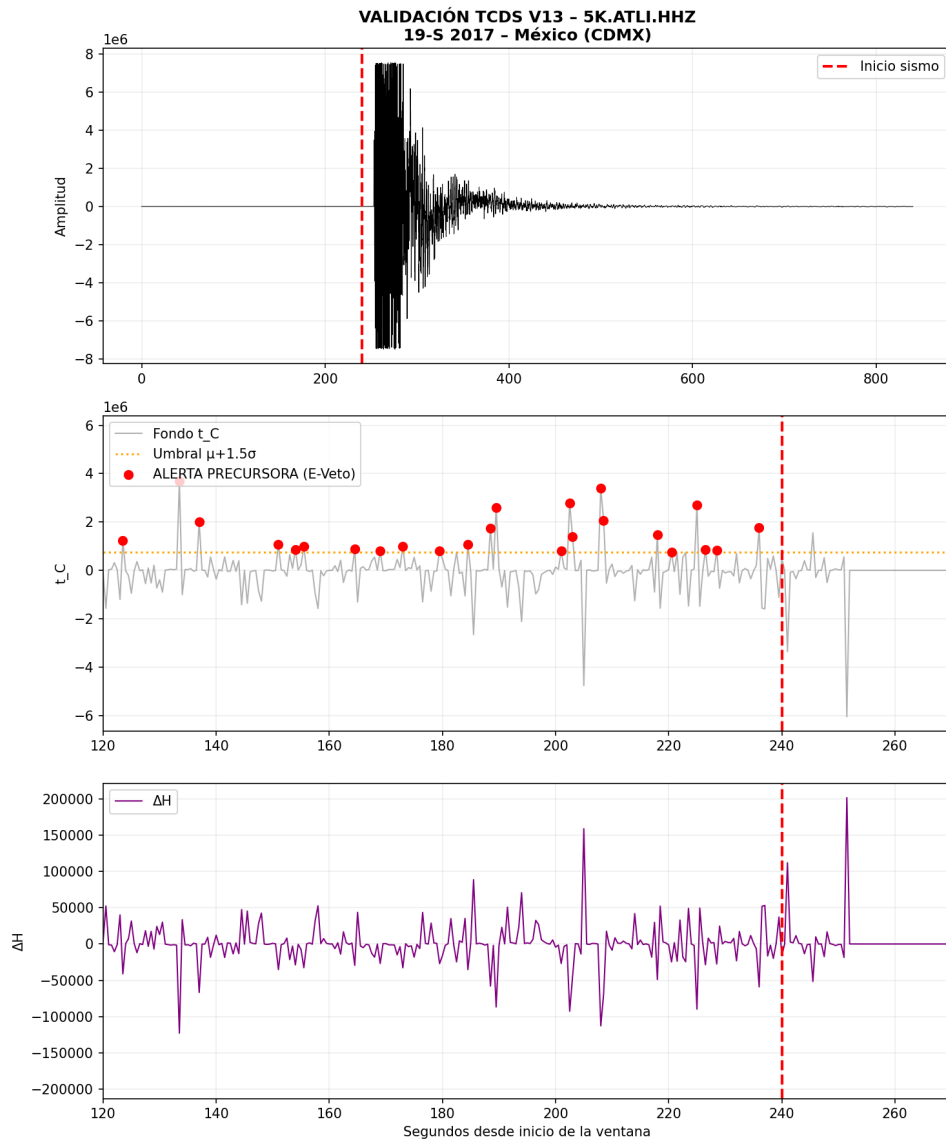 VALIDACIÓN TCDS V13 – 5K.ATLI.HHZ
19-S 2017 – México (CDMX)
1e6
8
6
4
2
0
−2
−4
−6
−8
Amplitud
Inicio sismo
0 200 400 600 800
1e6
6
4
2
0
−2
−4
−6
t_C
Fondo t_C
Umbral μ+1.5σ
ALERTA PRECURSORA (E-Veto)
120 140 160 180 200 220 240 260
200000
150000
100000
50000
0
−50000
−100000
−150000
−200000
ΔH
ΔH
120 140 160 180 200 220 240 260
Segundos desde inicio de la ventana